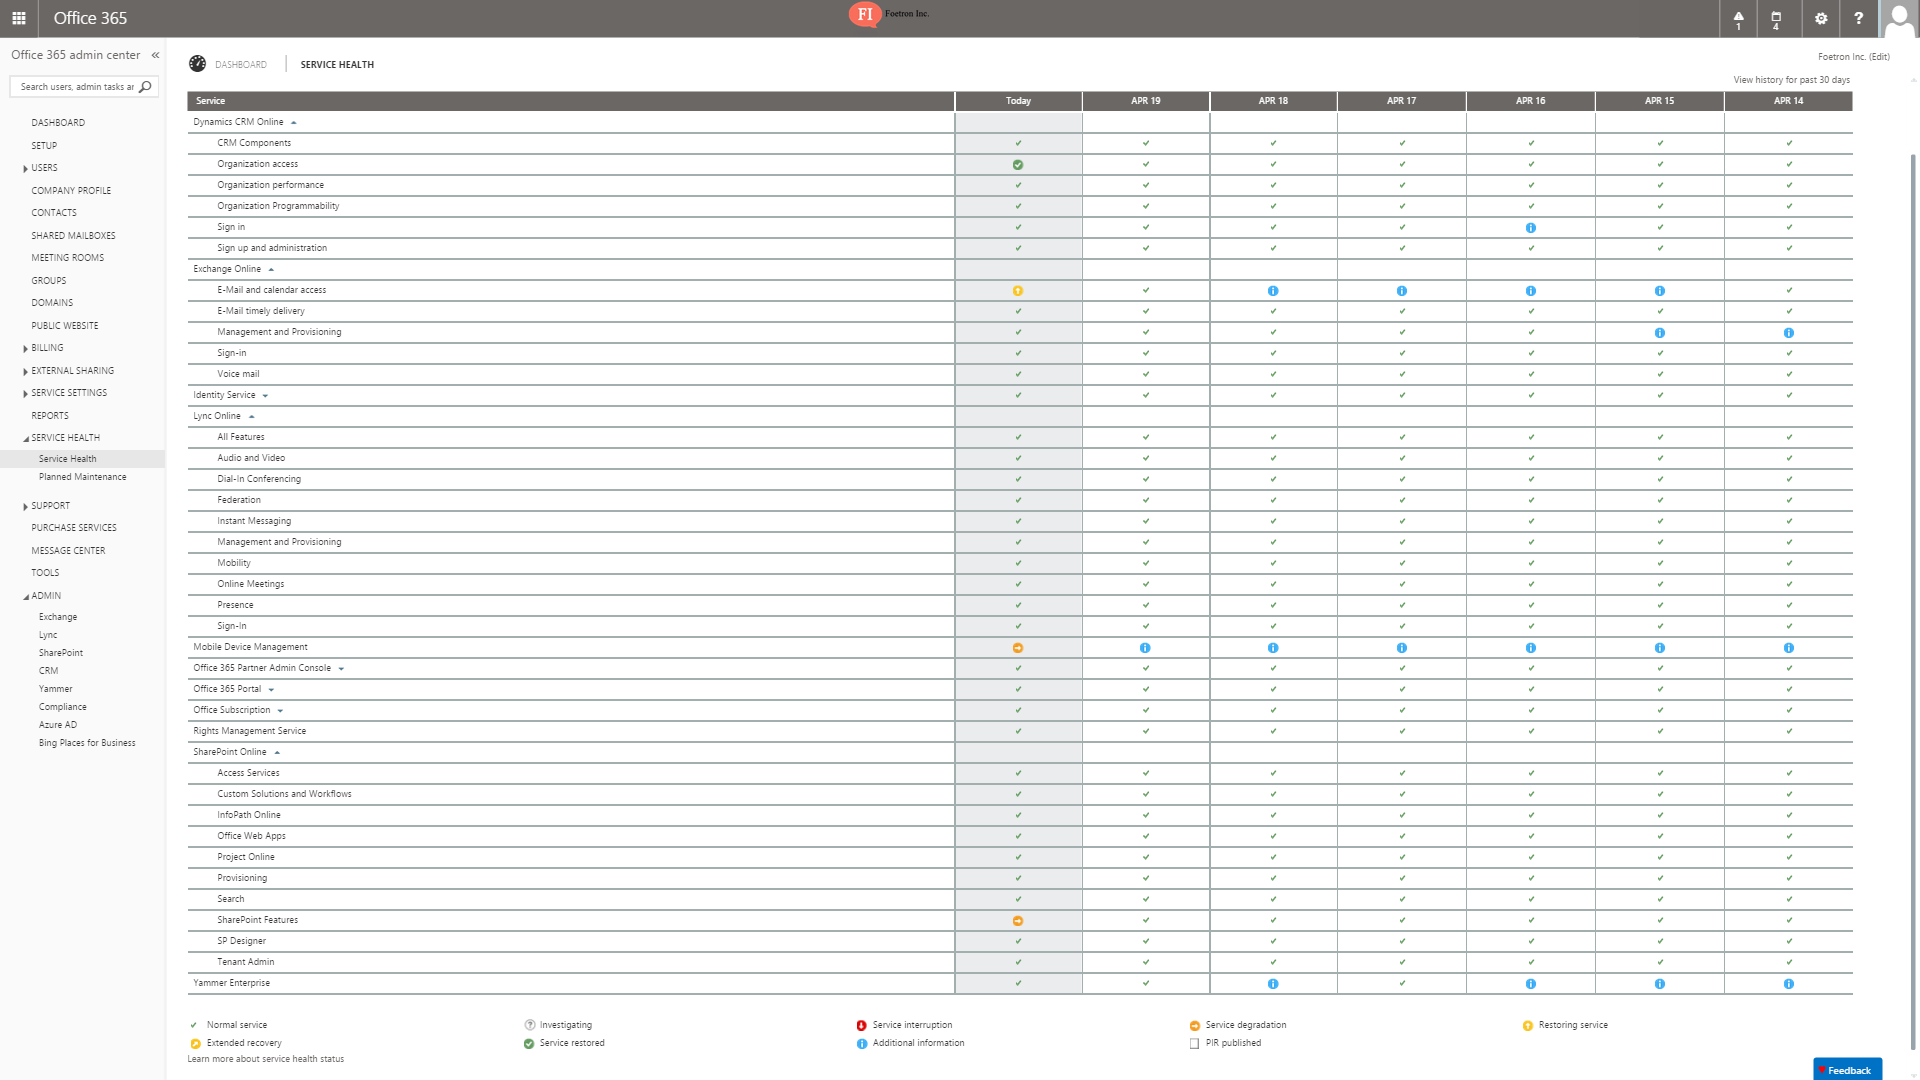 Office 365
FI Foetron Inc.
1
4
?
Office 365 admin center «
Search users, admin tasks ar
DASHBOARD
SETUP
USERS
COMPANY PROFILE
CONTACTS
SHARED MAILBOXES
MEETING ROOMS
GROUPS
DOMAINS
PUBLIC WEBSITE
BILLING
EXTERNAL SHARING
SERVICE SETTINGS
REPORTS
SERVICE HEALTH
Service Health
Planned Maintenance
SUPPORT
PURCHASE SERVICES
MESSAGE CENTER
TOOLS
ADMIN
Exchange
Lync
SharePoint
CRM
Yammer
Compliance
Azure AD
Bing Places for Business
DASHBOARD SERVICE HEALTH
Foetron Inc. (Edit)
View history for past 30 days
Service Today APR 19 APR 18 APR 17 APR 16 APR 15 APR 14
Dynamics CRM Online
CRM Components
Organization access
Organization performance
Organization Programmability
Sign in
Sign up and administration
Exchange Online
E-Mail and calendar access
E-Mail timely delivery
Management and Provisioning
Sign-in
Voice mail
Identity Service
Lync Online
All Features
Audio and Video
Dial-In Conferencing
Federation
Instant Messaging
Management and Provisioning
Mobility
Online Meetings
Presence
Sign-In
Mobile Device Management
Office 365 Partner Admin Console
Office 365 Portal
Office Subscription
Rights Management Service
SharePoint Online
Access Services
Custom Solutions and Workflows
InfoPath Online
Office Web Apps
Project Online
Provisioning
Search
SharePoint Features
SP Designer
Tenant Admin
Yammer Enterprise
Normal service Investigating Service interruption Service degradation Restoring service
Extended recovery Service restored Additional information PIR published
Learn more about service health status
Feedback